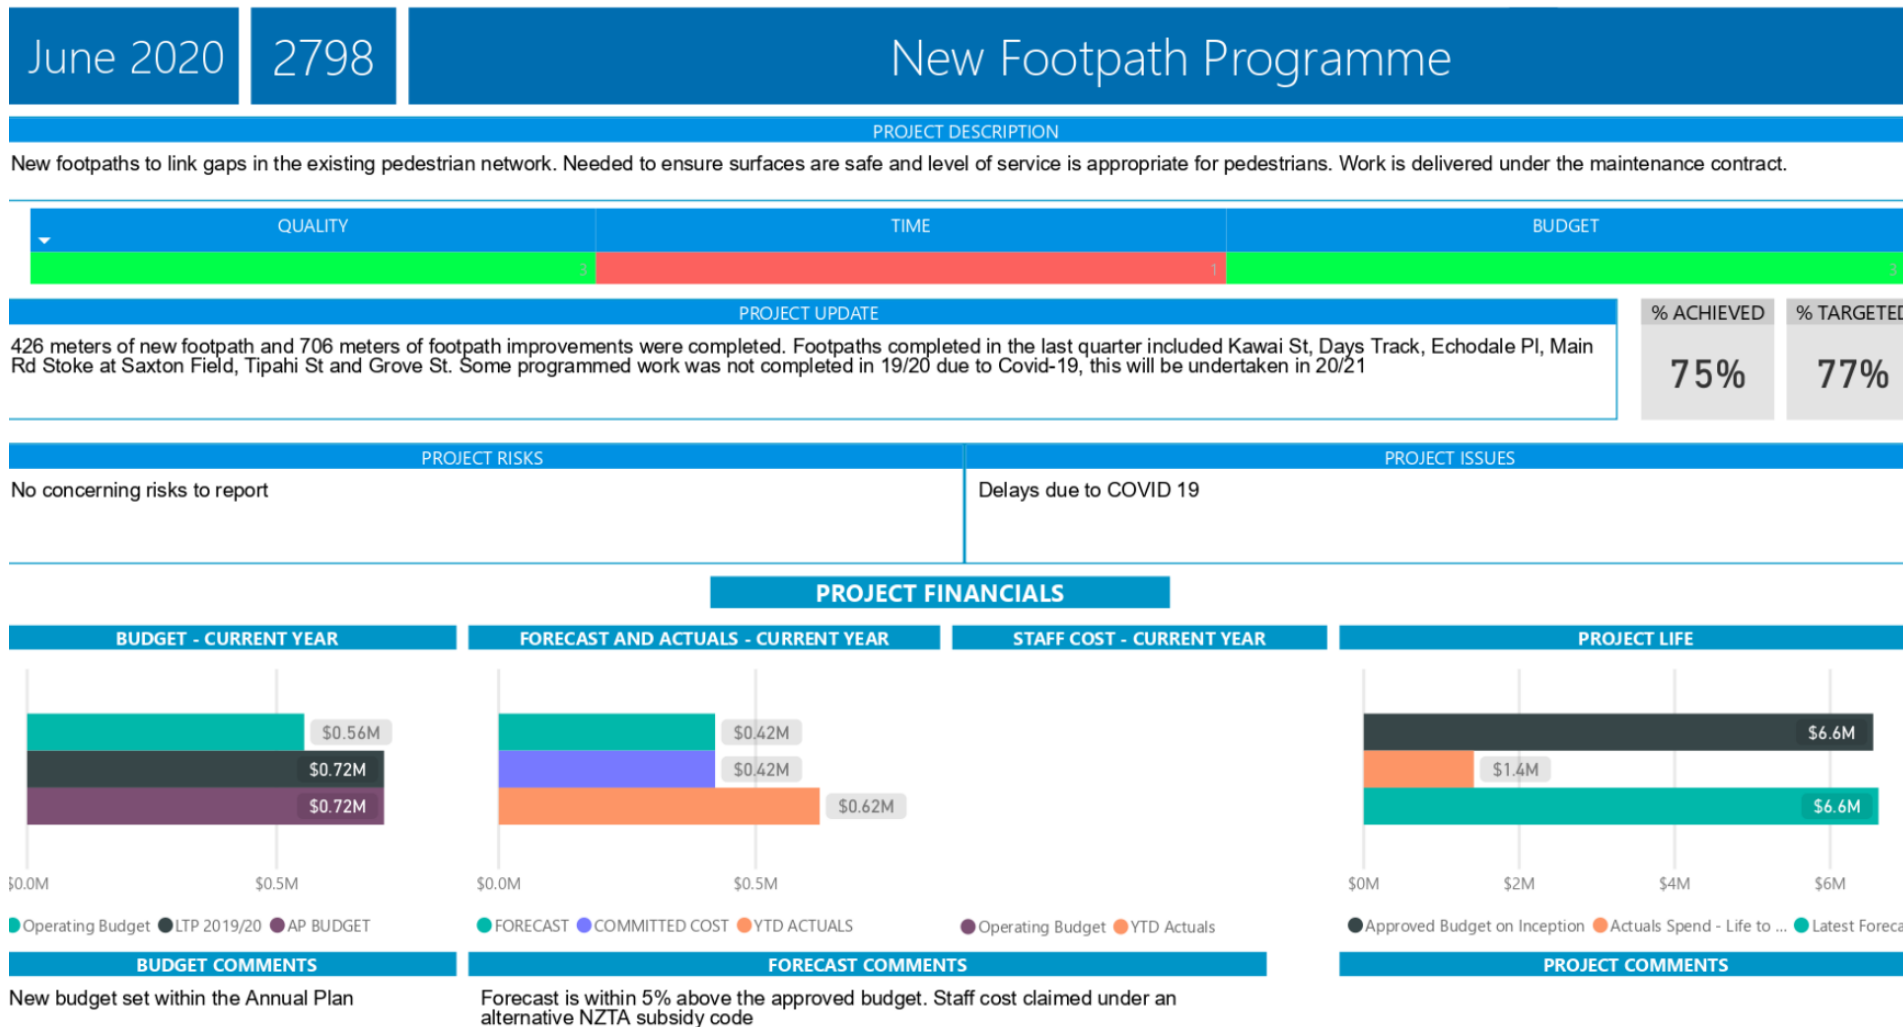 June 2020
2798
New Footpath Programme
PROJECT DESCRIPTION
New footpaths to link gaps in the existing pedestrian network. Needed to ensure surfaces are safe and level of service is appropriate for pedestrians. Work is delivered under the maintenance contract.
QUALITY
TIME
BUDGET
3
1
3
PROJECT UPDATE
426 meters of new footpath and 706 meters of footpath improvements were completed. Footpaths completed in the last quarter included Kawai St, Days Track, Echodale Pl, Main
Rd Stoke at Saxton Field, Tipahi St and Grove St. Some programmed work was not completed in 19/20 due to Covid-19, this will be undertaken in 20/21
% ACHIEVED
75%
% TARGETED
77%
PROJECT RISKS
No concerning risks to report
PROJECT ISSUES
Delays due to COVID 19
PROJECT FINANCIALS
BUDGET - CURRENT YEAR
$0.56M
$0.72M
$0.72M
$0.0M
$0.5M
Operating Budget
LTP 2019/20
AP BUDGET
FORECAST AND ACTUALS - CURRENT YEAR
$0.42M
$0.42M
$0.62M
$0.0M
$0.5M
FORECAST
COMMITTED COST
YTD ACTUALS
STAFF COST - CURRENT YEAR
Operating Budget
YTD Actuals
PROJECT LIFE
$6.6M
$1.4M
$6.6M
$0M
$2M
$4M
$6M
Approved Budget on Inception
Actuals Spend - Life to ...
Latest Foreca
BUDGET COMMENTS
New budget set within the Annual Plan
FORECAST COMMENTS
Forecast is within 5% above the approved budget. Staff cost claimed under an
alternative NZTA subsidy code
PROJECT COMMENTS